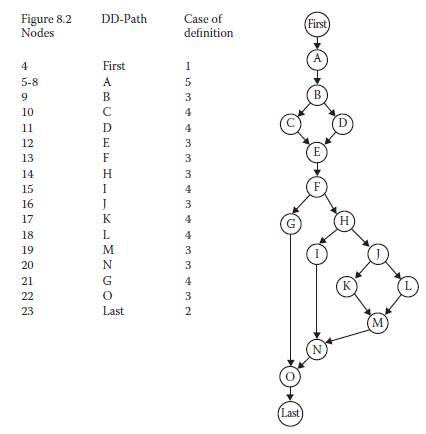 Figure 8.2 DD-Path Case of
Nodes definition
4 First 1
5-8 A 5
9 B 3
10 C 4
11 D 4
12 E 3
13 F 3
14 H 3
15 I 4
16 J 3
17 K 4
18 L 4
19 M 3
20 N 3
21 G 4
22 O 3
23 Last 2
First
A
B
C D
E
F
G H
I J
K L
M
N
O
Last